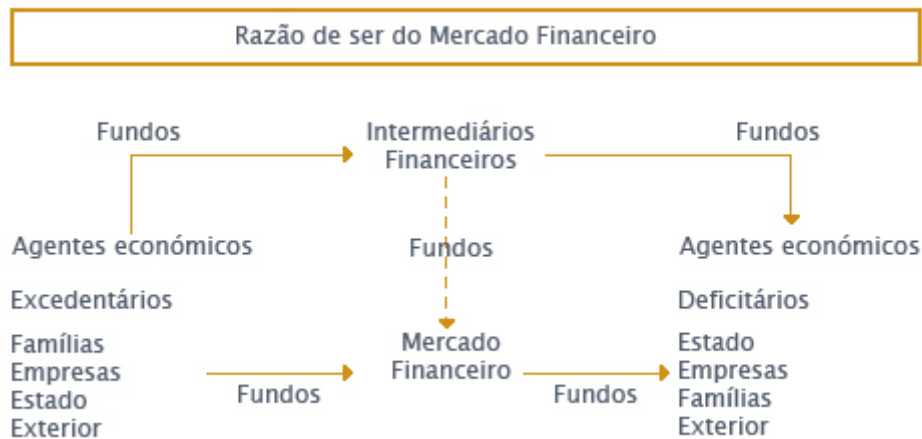 Razão de ser do Mercado Financeiro
Fundos
Intermediários
Financeiros
Fundos
Agentes económicos
Fundos
Agentes económicos
Excedentários
Deficitários
Famílias
Empresas
Estado
Exterior
Fundos
Mercado
Financeiro
Fundos
Estado
Empresas
Famílias
Exterior